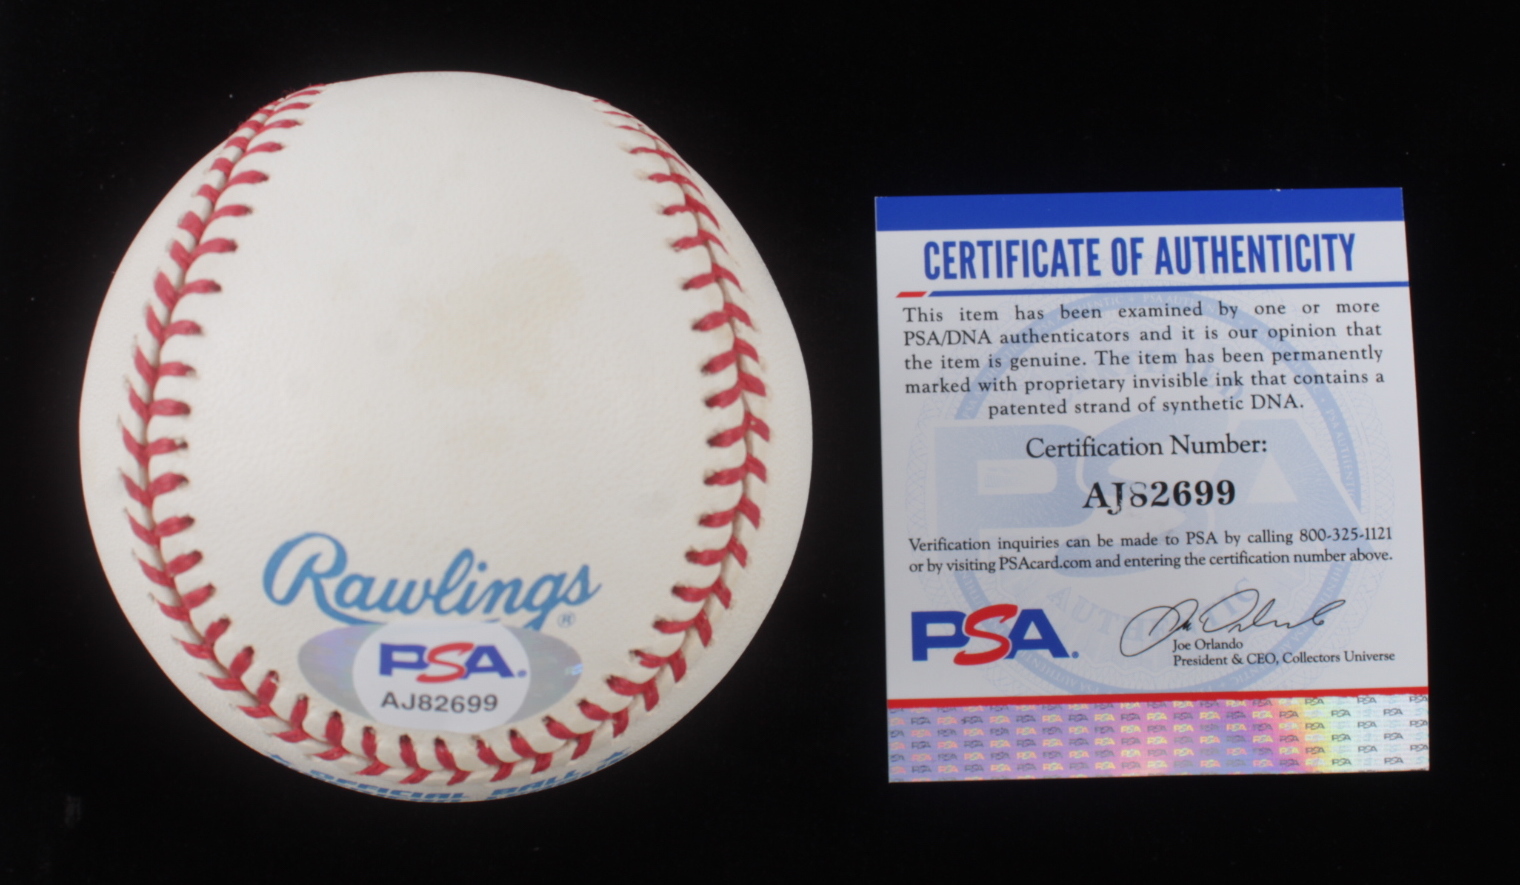 Rawlings
®
PSA.
AJ82699
OFFICIAL BALL
CERTIFICATE OF AUTHENTICITY
This item has been examined by one or more
PSA/DNA authenticators and it is our opinion that
the item is genuine. The item has been permanently
marked with proprietary invisible ink that contains a
patented strand of synthetic DNA.
Certification Number:
AJ82699
Verification inquiries can be made to PSA by calling 800-325-1121
or by visiting PSAcard.com and entering the certification number above.
PSA.
Joe Orlando
President & CEO, Collectors Universe